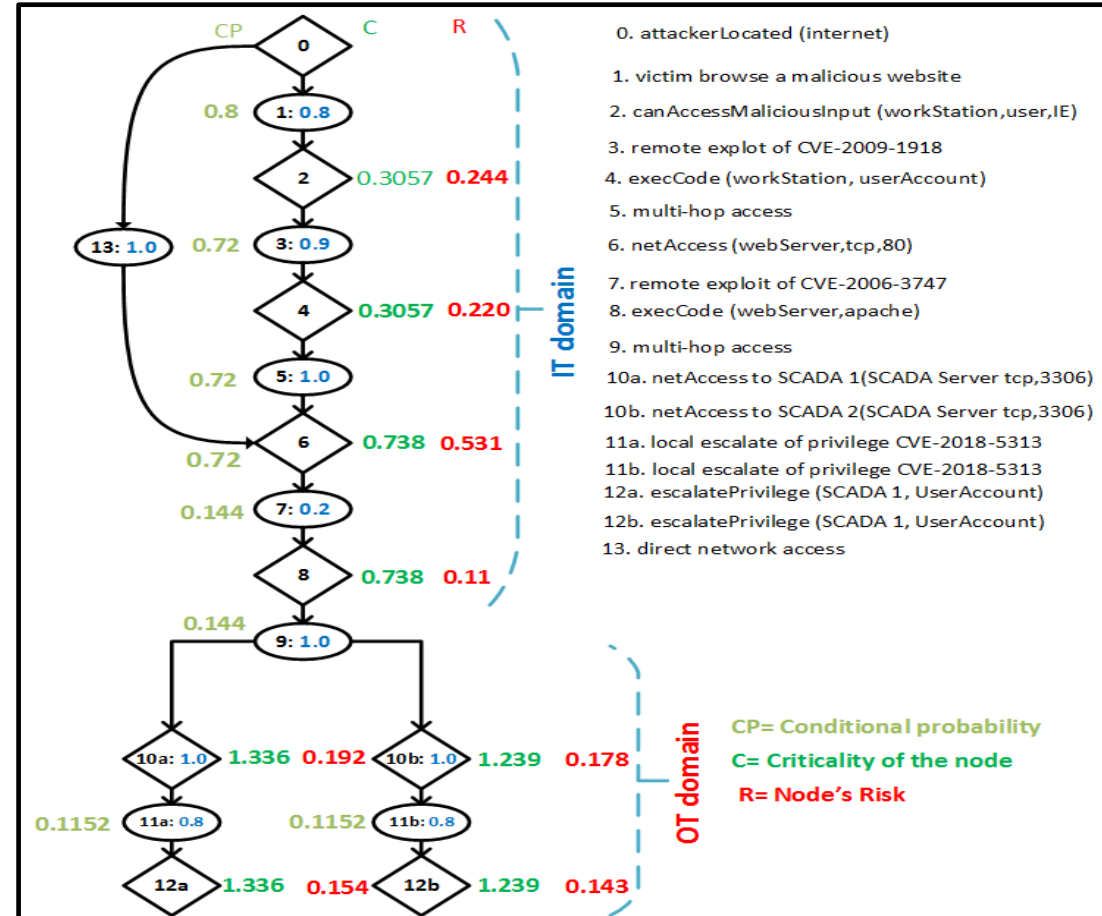 CP C R
0
0. attackerLocated (internet)
1. victim browse a malicious website
0.8 1: 0.8
2. canAccessMaliciousInput (workStation,user,IE)
3. remote explot of CVE-2009-1918
2 0.3057 0.244
4. execCode (workStation, userAccount)
5. multi-hop access
13: 1.0 0.72 3: 0.9
6. netAccess (webServer,tcp,80)
7. remote exploit of CVE-2006-3747
4 0.3057 0.220
8. execCode (webServer,apache)
9. multi-hop access
0.72 5: 1.0
10a. netAccess to SCADA 1(SCADA Server tcp,3306)
10b. netAccess to SCADA 2(SCADA Server tcp,3306)
6 0.738 0.531
0.72
11a. local escalate of privilege CVE-2018-5313
11b. local escalate of privilege CVE-2018-5313
12a. escalatePrivilege (SCADA 1, UserAccount)
0.144 7: 0.2
12b. escalatePrivilege (SCADA 1, UserAccount)
13. direct network access
8 0.738 0.11
IT domain
0.144
9: 1.0
10a: 1.0 1.336 0.192 10b: 1.0 1.239 0.178
0.1152 11a: 0.8 0.1152 11b: 0.8
12a 1.336 0.154 12b 1.239 0.143
OT domain
CP= Conditional probability
C= Criticality of the node
R= Node's Risk